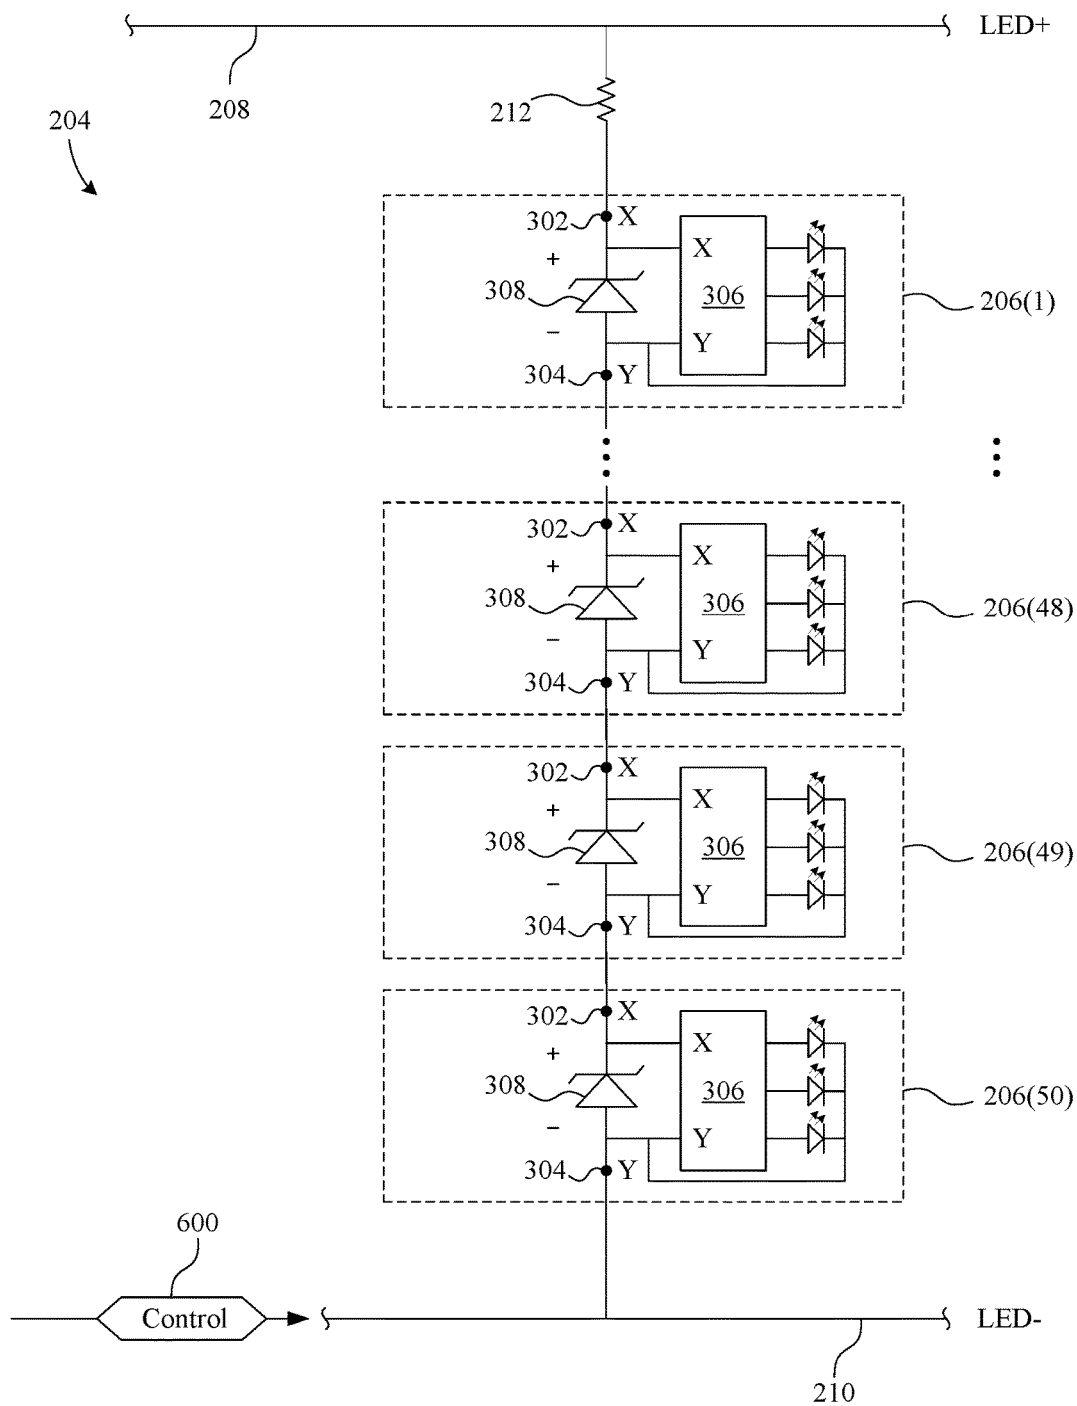 LED+
208
212
204
302 X
+
308
−
304 Y
X
306
Y
206(1)
302 X
+
308
−
304 Y
X
306
Y
206(48)
302 X
+
308
−
304 Y
X
306
Y
206(49)
302 X
+
308
−
304 Y
X
306
Y
206(50)
600
Control
LED-
210